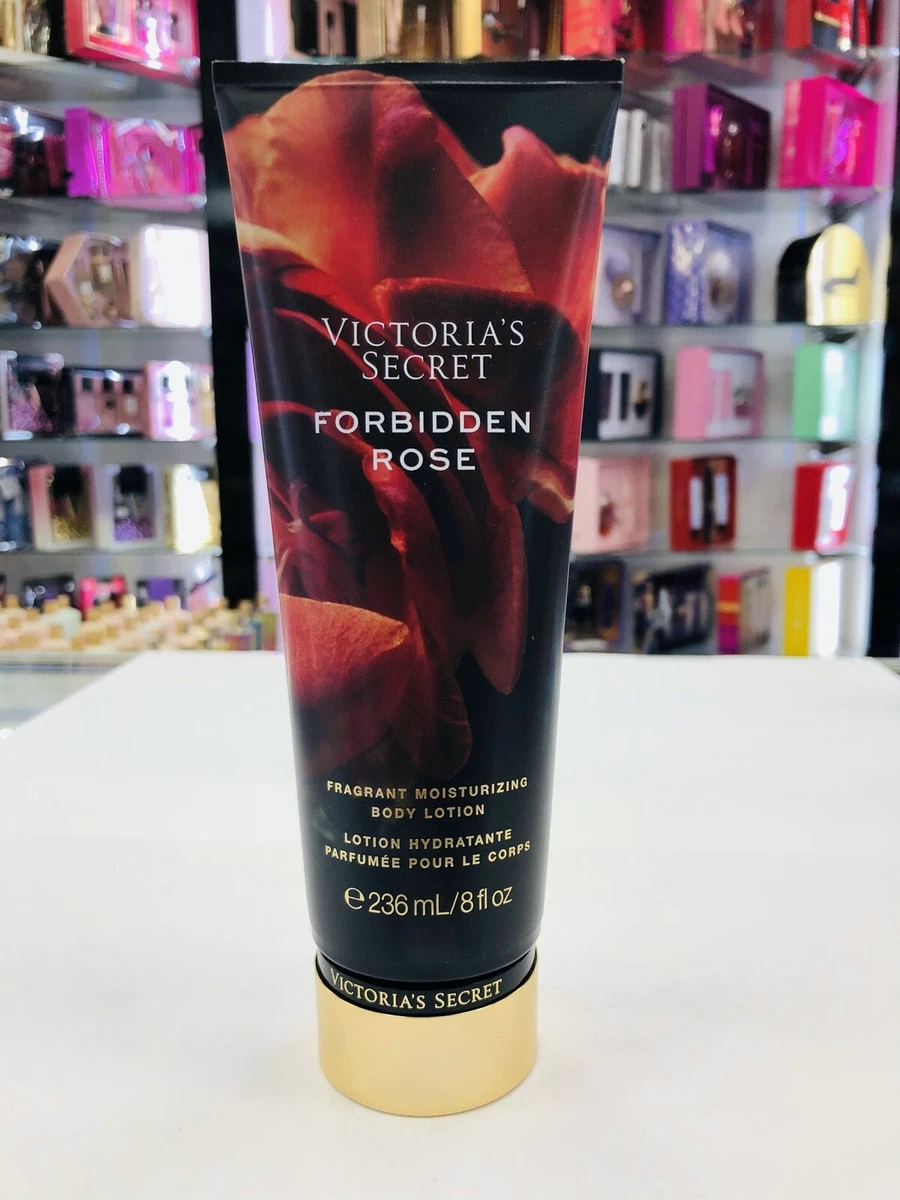 VICTORIA'S
SECRET
FORBIDDEN
ROSE
FRAGRANT MOISTURIZING
BODY LOTION
LOTION HYDRATANTE
PARFUMÉE POUR LE CORPS
℮ 236 mL/8 fl oz
VICTORIA'S SECRET